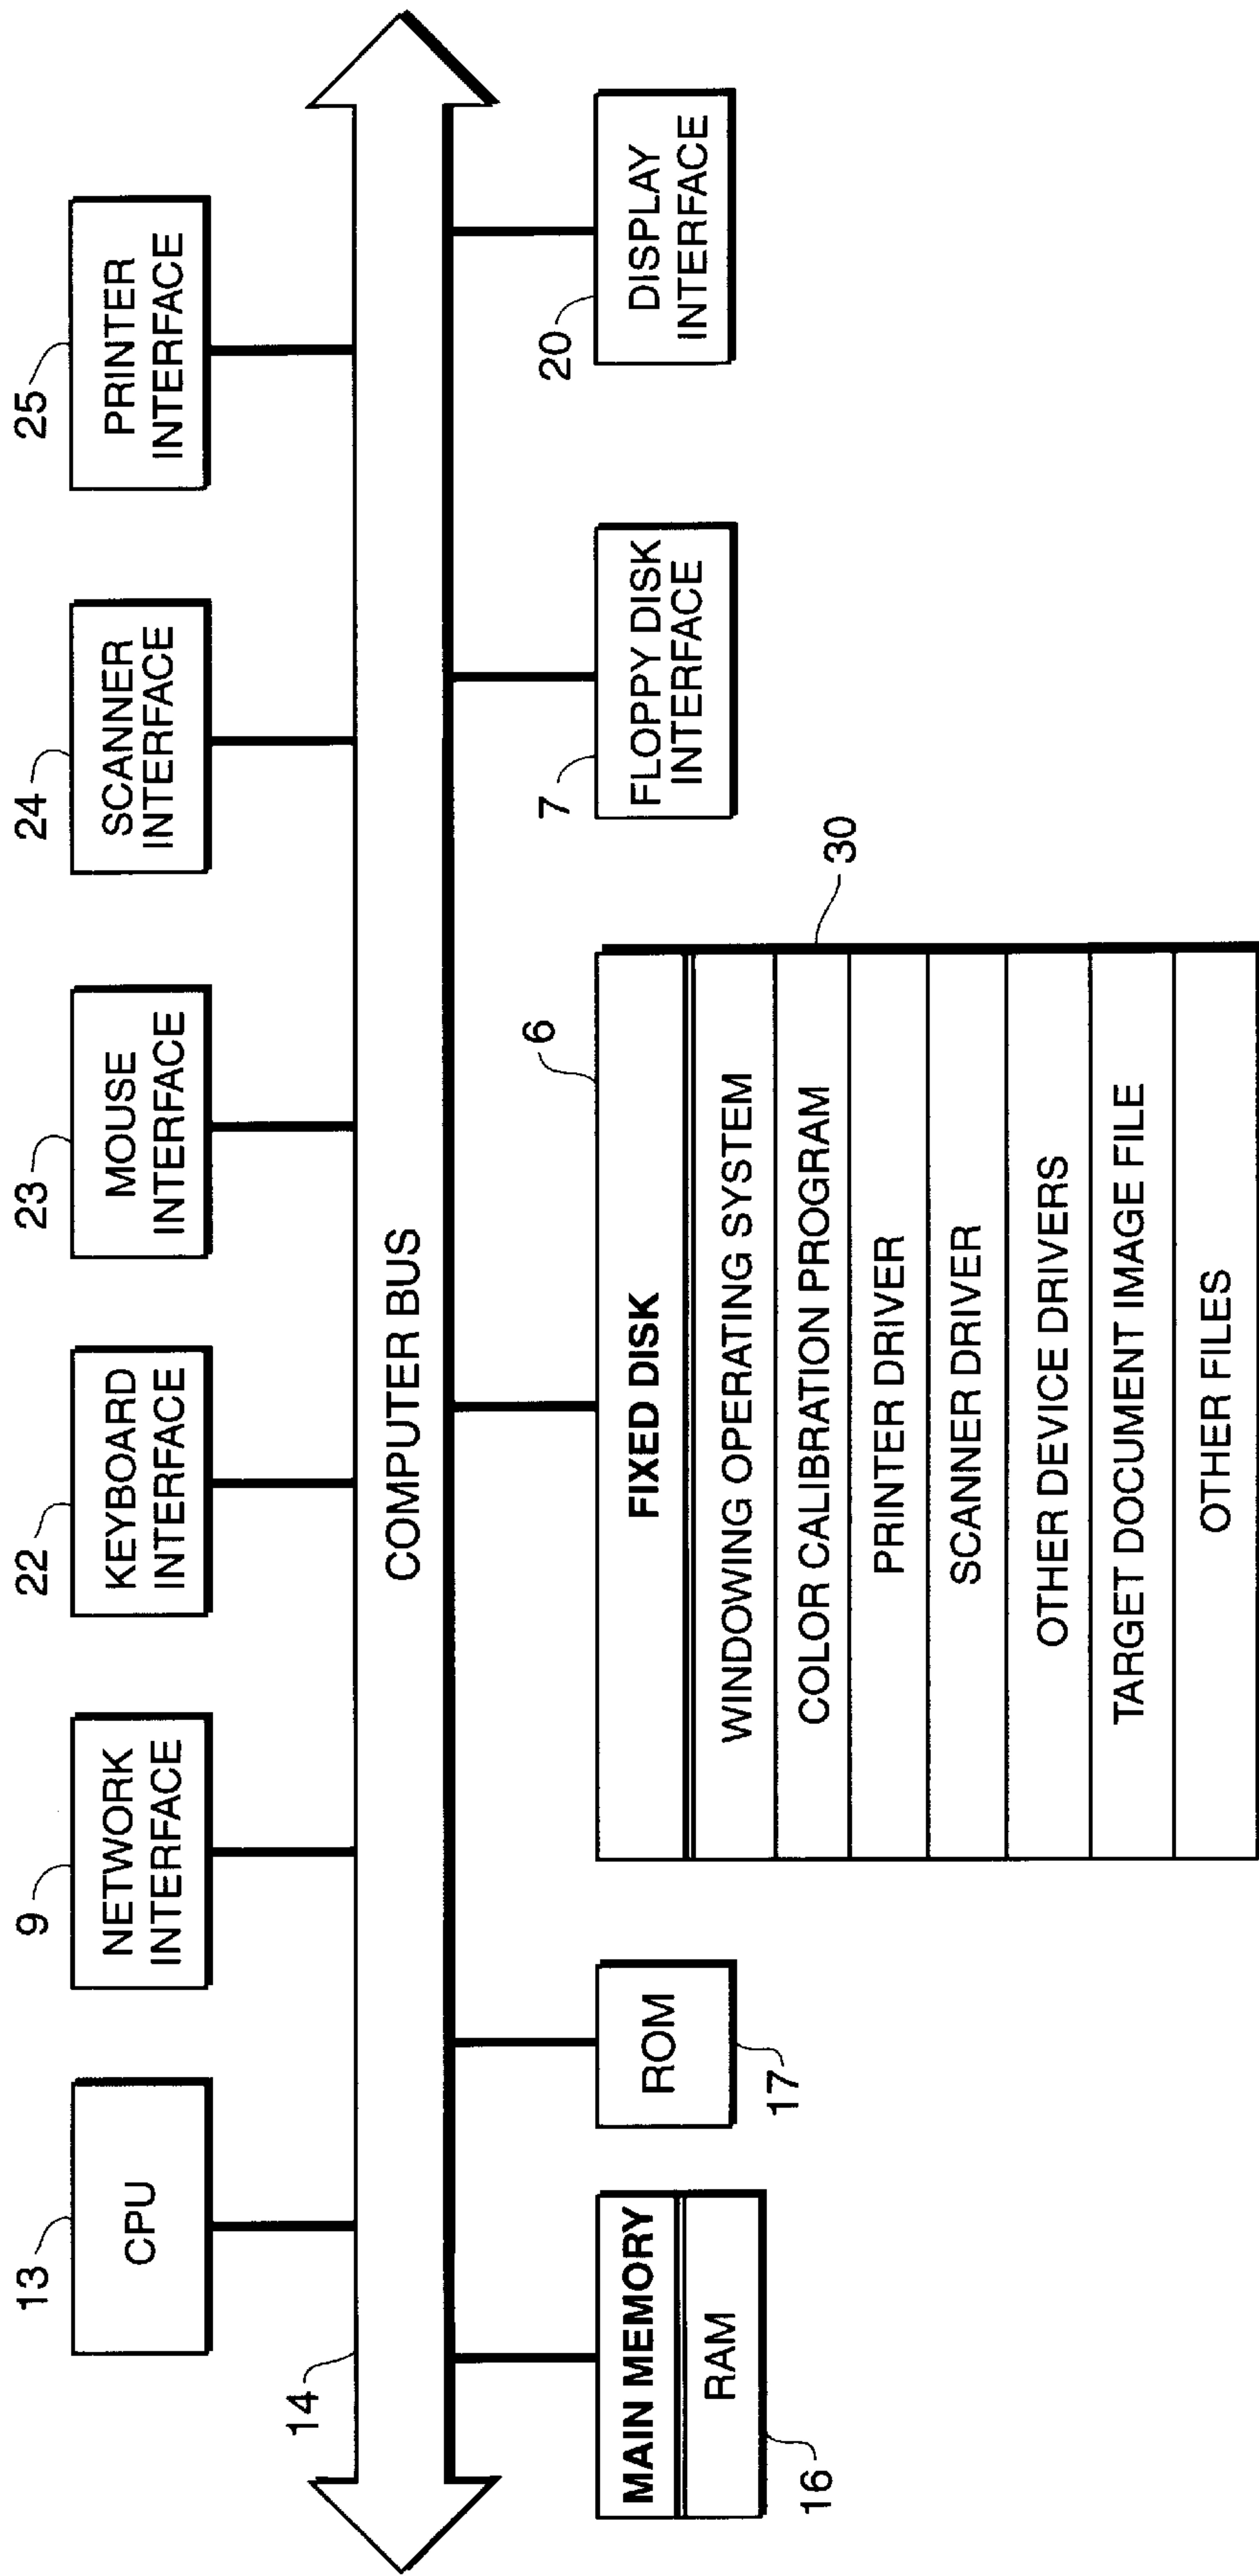 13
CPU
9
NETWORK
INTERFACE
22
KEYBOARD
INTERFACE
23
MOUSE
INTERFACE
24
SCANNER
INTERFACE
25
PRINTER
INTERFACE
14
COMPUTER BUS
MAIN MEMORY
RAM
16
ROM
17
6
FIXED DISK
WINDOWING OPERATING SYSTEM
COLOR CALIBRATION PROGRAM
PRINTER DRIVER
SCANNER DRIVER
OTHER DEVICE DRIVERS
TARGET DOCUMENT IMAGE FILE
OTHER FILES
30
7
FLOPPY DISK
INTERFACE
20
DISPLAY
INTERFACE